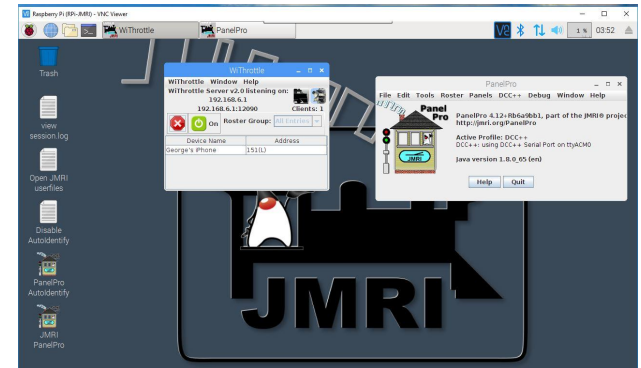 Raspberry Pi (RPi-JMRI) - VNC Viewer
WiThrottle
PanelPro
1 %
03:52
Trash
view
session.log
Open JMRI
userfiles
Disable
AutoIdentify
PanelPro
AutoIdentify
JMRI
PanelPro
WiThrottle
WiThrottle Window Help
WiThrottle Server v2.0 listening on:
192.168.6.1
192.168.6.1:12090
Clients: 1
On
Roster Group:
All Entries
Device Name
Address
George's iPhone
151(L)
PanelPro
File Edit Tools Roster Panels DCC++ Debug Window Help
JMRI
Panel
Pro
PanelPro 4.12+Rb6a9bb1, part of the JMRI® projec
http://jmri.org/PanelPro
Active Profile: DCC++
DCC++: using DCC++ Serial Port on ttyACM0
Java version 1.8.0_65 (en)
JMRI
Help
Quit
JMRI